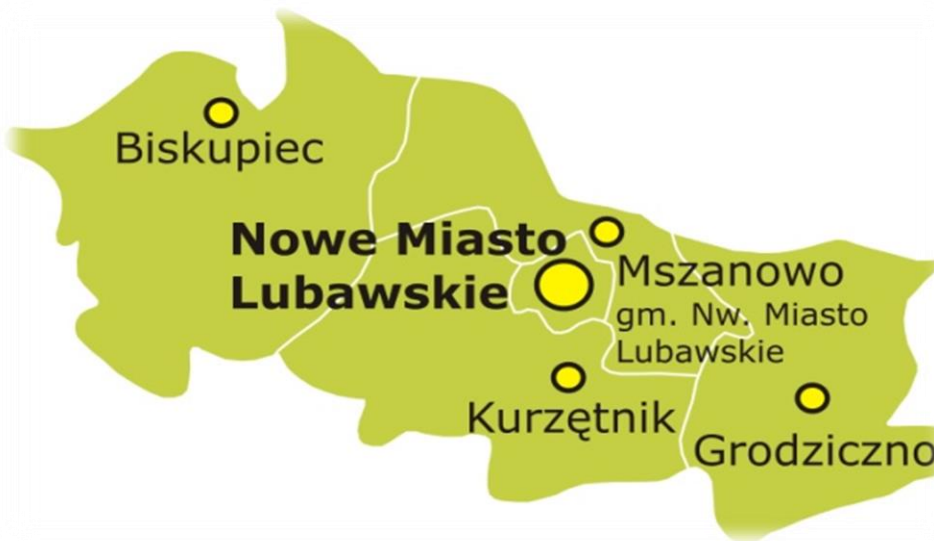 Biskupiec
Nowe Miasto
Lubawskie
Mszanowo
gm. Nw. Miasto
Lubawskie
Kurzętnik
Grodziczno